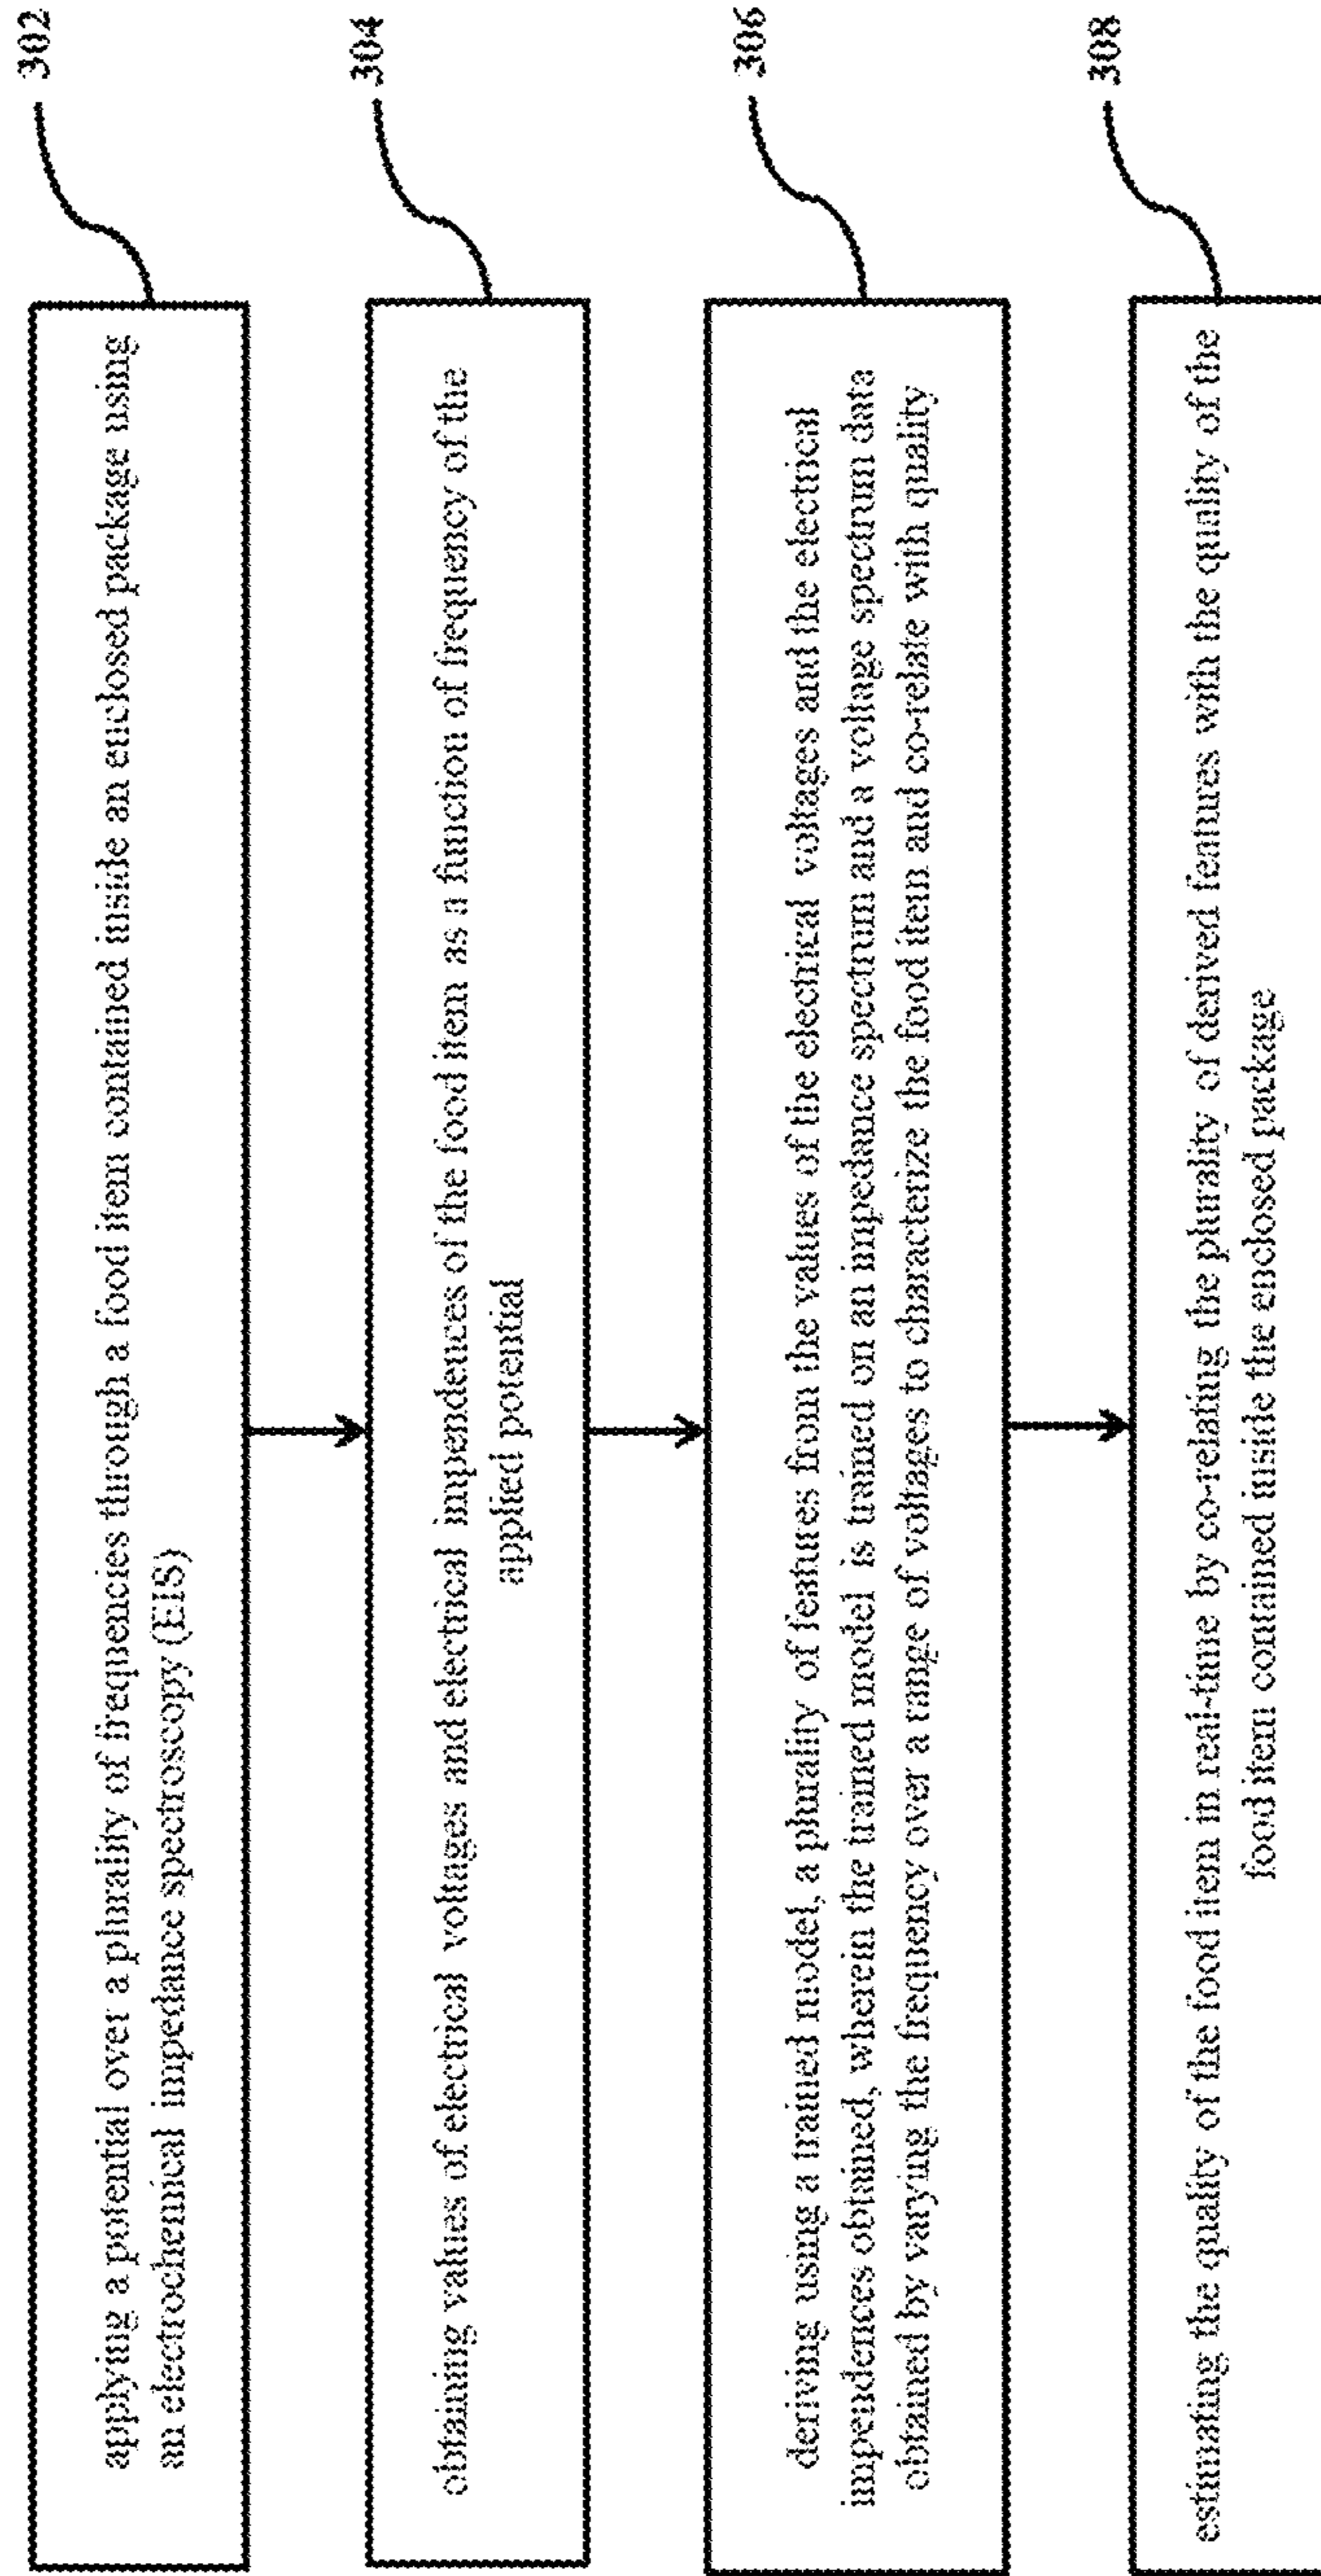 302
applying a potential over a plurality of frequencies through a food item contained inside an enclosed package using
an electrochemical impedance spectroscopy (EIS)
304
obtaining values of electrical voltages and electrical impendences of the food item as a function of frequency of the
applied potential
306
deriving using a trained model, a plurality of features from the values of the electrical voltages and the electrical
impendences obtained, wherein the trained model is trained on an impedance spectrum and a voltage spectrum data
obtained by varying the frequency over a range of voltages to characterize the food item and co-relate with quality
308
estimating the quality of the food item in real-time by co-relating the plurality of derived features with the quality of the
food item contained inside the enclosed package